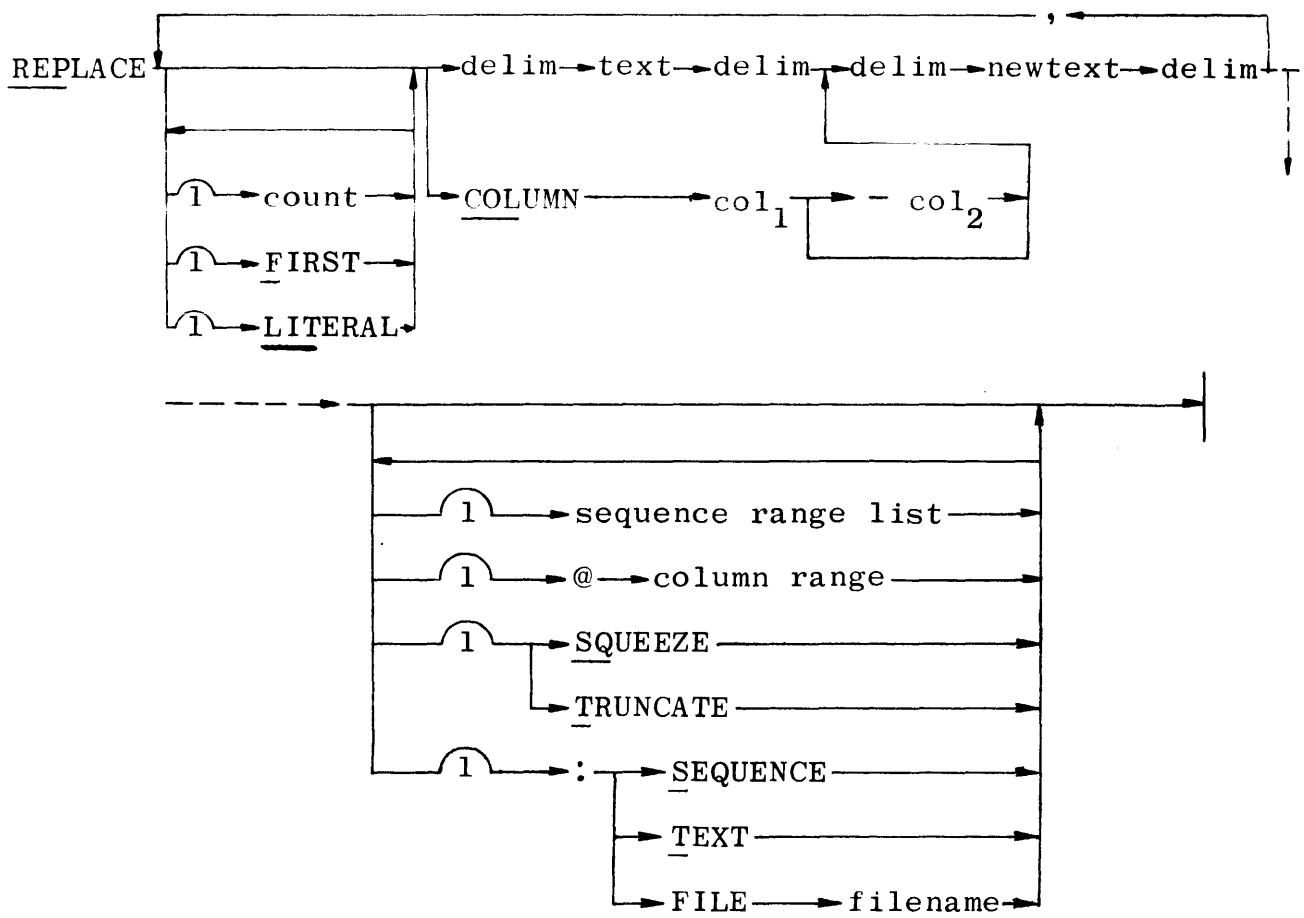 ,
REPLACE delim text delim delim newtext delim
1 count
COLUMN col1 - col2
1 FIRST
1 LITERAL
1 sequence range list
1 @ column range
1 SQUEEZE
TRUNCATE
1 : SEQUENCE
TEXT
FILE filename